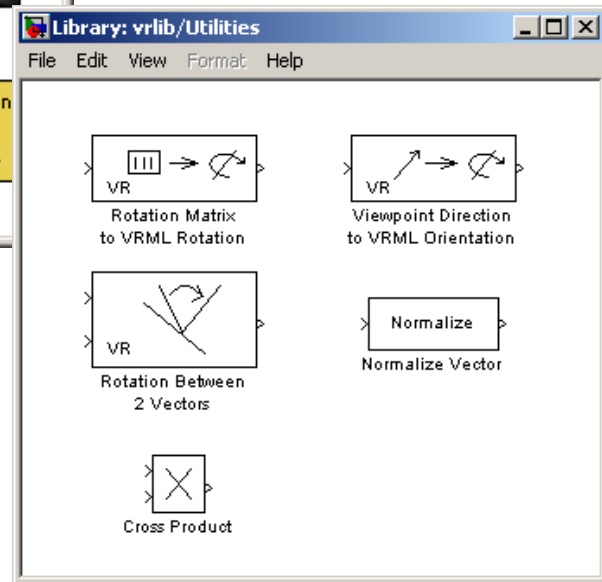 Library: vrlib/Utilities
File Edit View Format Help
n
VR
Rotation Matrix
to VRML Rotation
VR
Viewpoint Direction
to VRML Orientation
VR
Rotation Between
2 Vectors
Normalize
Normalize Vector
Cross Product